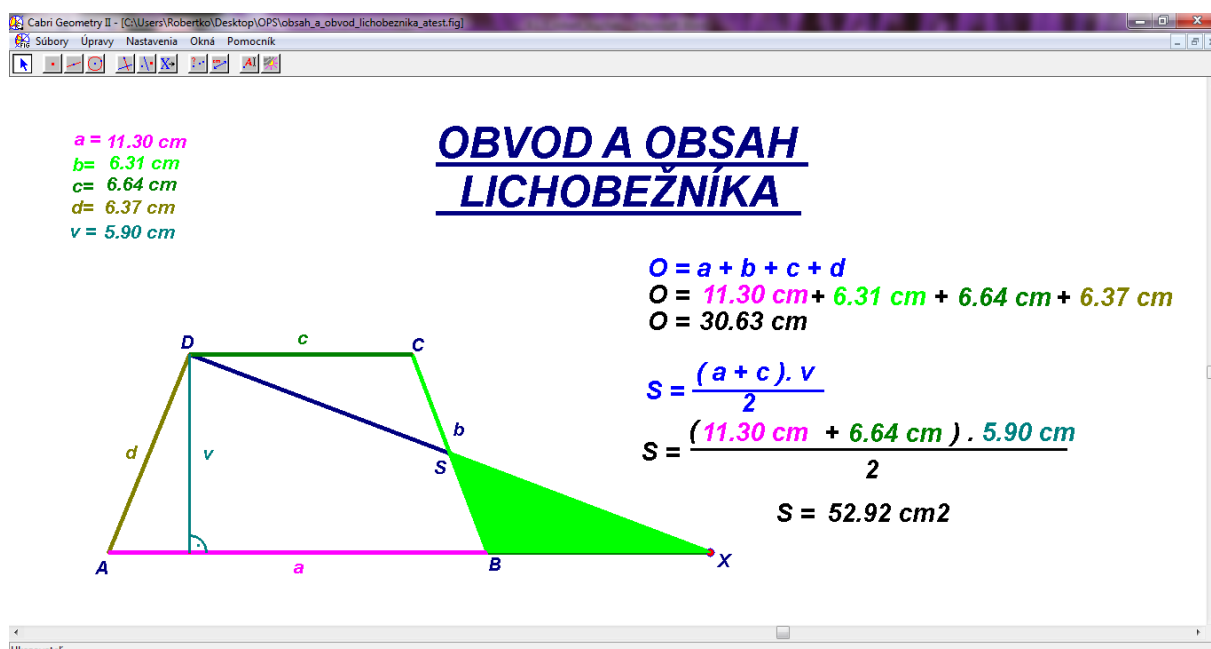 Cabri Geometry II - [C:\Users\Robertko\Desktop\OPS\obsah_a_obvod_lichobeznika_atest.fig]
Súbory Úpravy Nastavenia Okná Pomocník
a = 11.30 cm
b= 6.31 cm
c= 6.64 cm
d= 6.37 cm
v = 5.90 cm
OBVOD A OBSAH
LICHOBEŽNÍKA
O = a + b + c + d
O = 11.30 cm + 6.31 cm + 6.64 cm + 6.37 cm
O = 30.63 cm
S = ( a + c ). v
2
S = (11.30 cm + 6.64 cm ) . 5.90 cm
2
S = 52.92 cm2
D
c
C
d
v
b
S
A
a
B
X